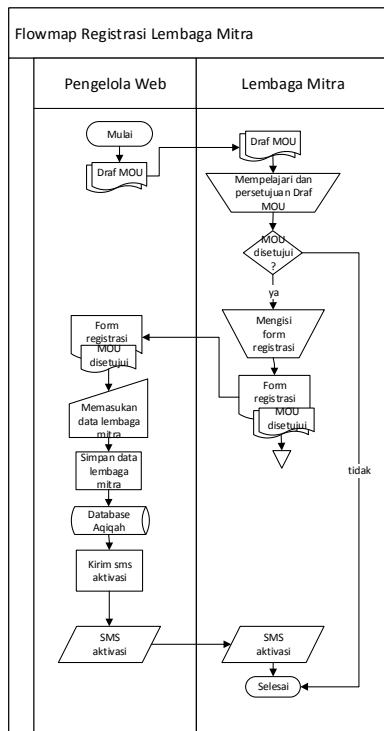 Flowmap Registrasi Lembaga Mitra
Pengelola Web
Lembaga Mitra
Mulai
Draf MOU
Draf MOU
Mempelajari dan
persetujuan Draf
MOU
MOU
disetujui
?
ya
Mengisi
form
registrasi
Form
registrasi
MOU
disetujui
Form
registrasi
MOU
disetujui
Memasukan
data lembaga
mitra
Simpan data
lembaga
mitra
tidak
Database
Aqiqah
Kirim sms
aktivasi
SMS
aktivasi
SMS
aktivasi
Selesai